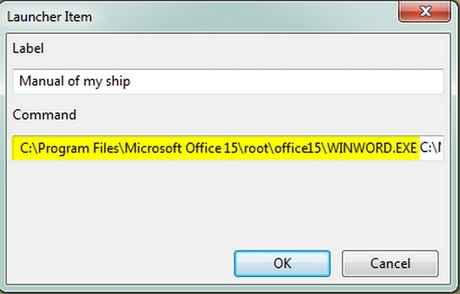 Launcher Item
Label
Manual of my ship
Command
C:\Program Files\Microsoft Office 15\root\office15\WINWORD.EXE C:\
OK
Cancel